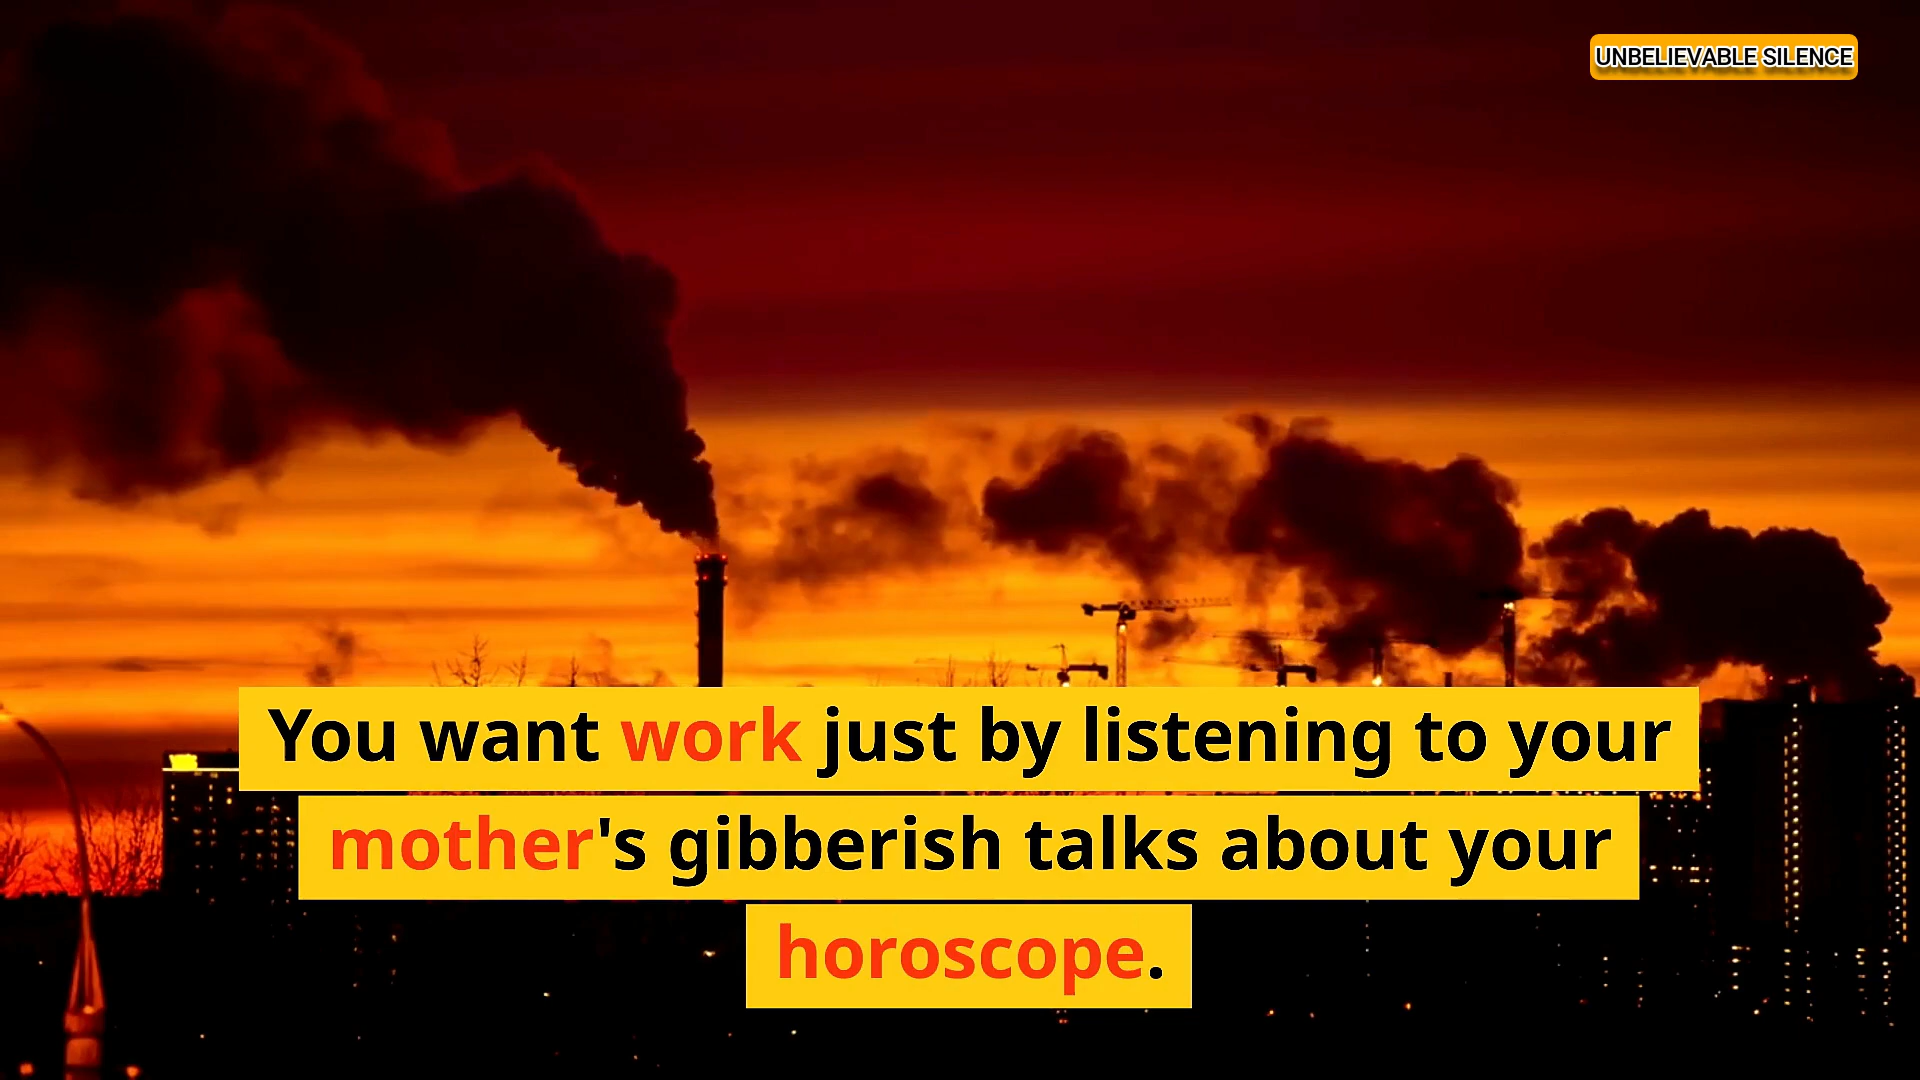 UNBELIEVABLE SILENCE
You want work just by listening to your
mother's gibberish talks about your
horoscope.